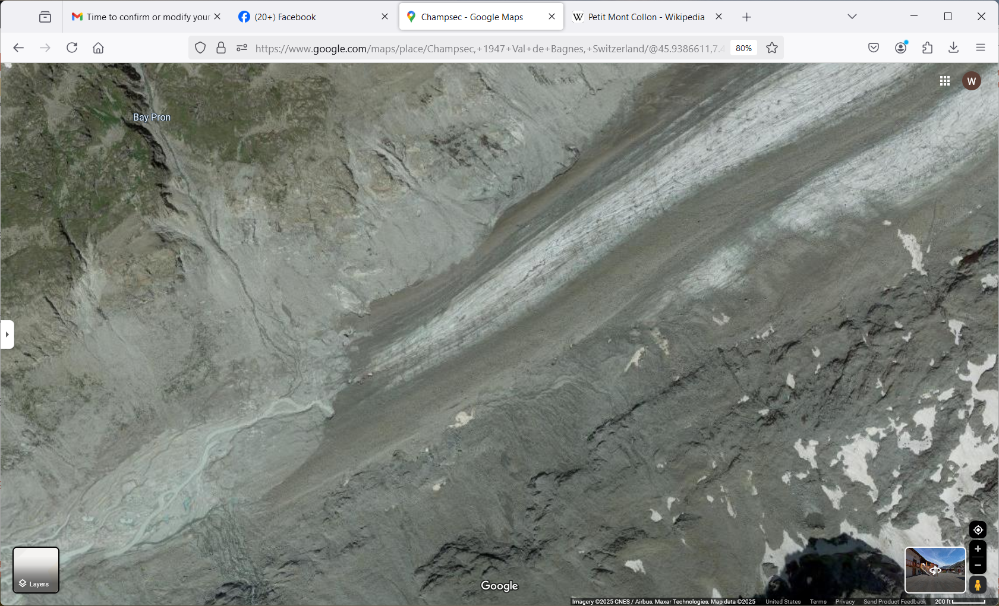 Time to confirm or modify your
(20+) Facebook
Champsec - Google Maps
W Petit Mont Collon - Wikipedia
https://www.google.com/maps/place/Champsec,+1947+Val+de+Bagnes,+Switzerland/@45.9386611,7.4
80%
W
Bay Pron
Layers
Google
Imagery ©2025 CNES / Airbus, Maxar Technologies, Map data ©2025 United States Terms Privacy Send Product Feedback 200 ft